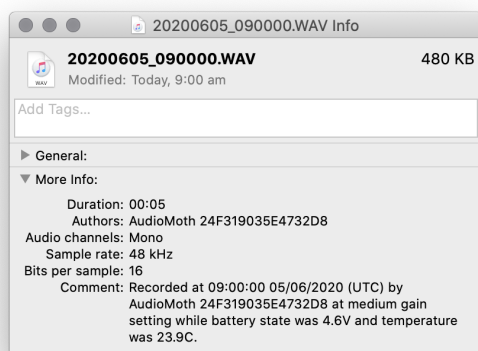 20200605_090000.WAV Info
20200605_090000.WAV 480 KB
Modified: Today, 9:00 am
WAV
Add Tags...
General:
More Info:
Duration: 00:05
Authors: AudioMoth 24F319035E4732D8
Audio channels: Mono
Sample rate: 48 kHz
Bits per sample: 16
Comment: Recorded at 09:00:00 05/06/2020 (UTC) by
AudioMoth 24F319035E4732D8 at medium gain
setting while battery state was 4.6V and temperature
was 23.9C.